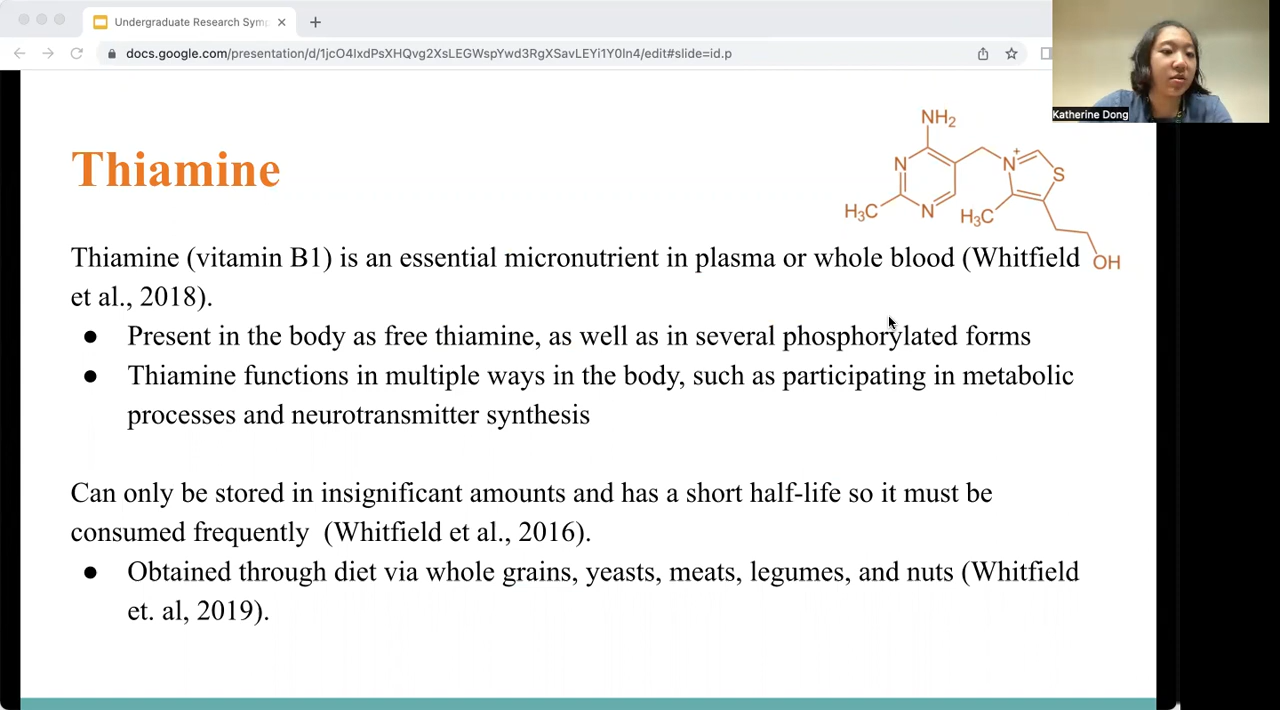 Undergraduate Research Symp
docs.google.com/presentation/d/1jcO4lxdPsXHQvg2XsLEGWspYwd3RgXSavLEYi1Y0ln4/edit#slide=id.p
Katherine Dong
Thiamine
NH₂
N
N
H₃C
N
+
S
H₃C
OH
Thiamine (vitamin B1) is an essential micronutrient in plasma or whole blood (Whitfield
et al., 2018).
● Present in the body as free thiamine, as well as in several phosphorylated forms
● Thiamine functions in multiple ways in the body, such as participating in metabolic
processes and neurotransmitter synthesis
Can only be stored in insignificant amounts and has a short half-life so it must be
consumed frequently (Whitfield et al., 2016).
● Obtained through diet via whole grains, yeasts, meats, legumes, and nuts (Whitfield
et. al, 2019).